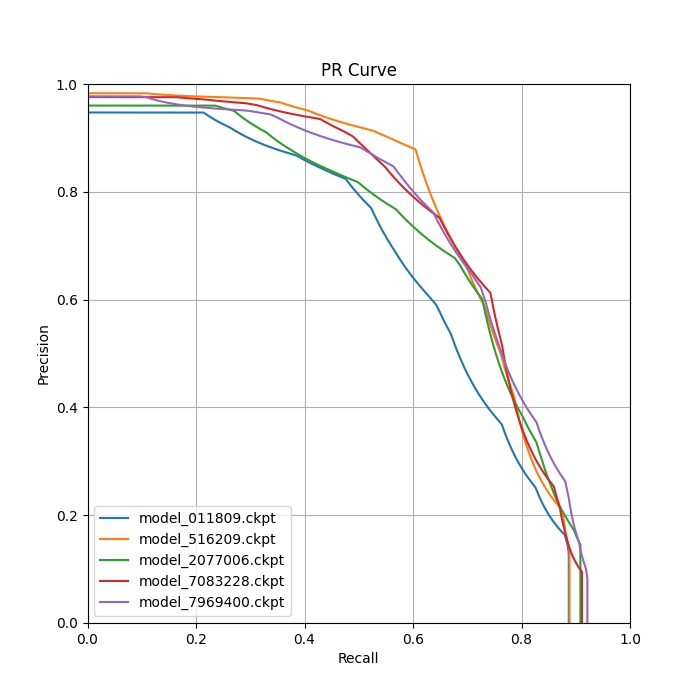 PR Curve
1.0
0.8
0.6
0.4
0.2
0.0
Precision
model_011809.ckpt
model_516209.ckpt
model_2077006.ckpt
model_7083228.ckpt
model_7969400.ckpt
0.0 0.2 0.4 0.6 0.8 1.0
Recall